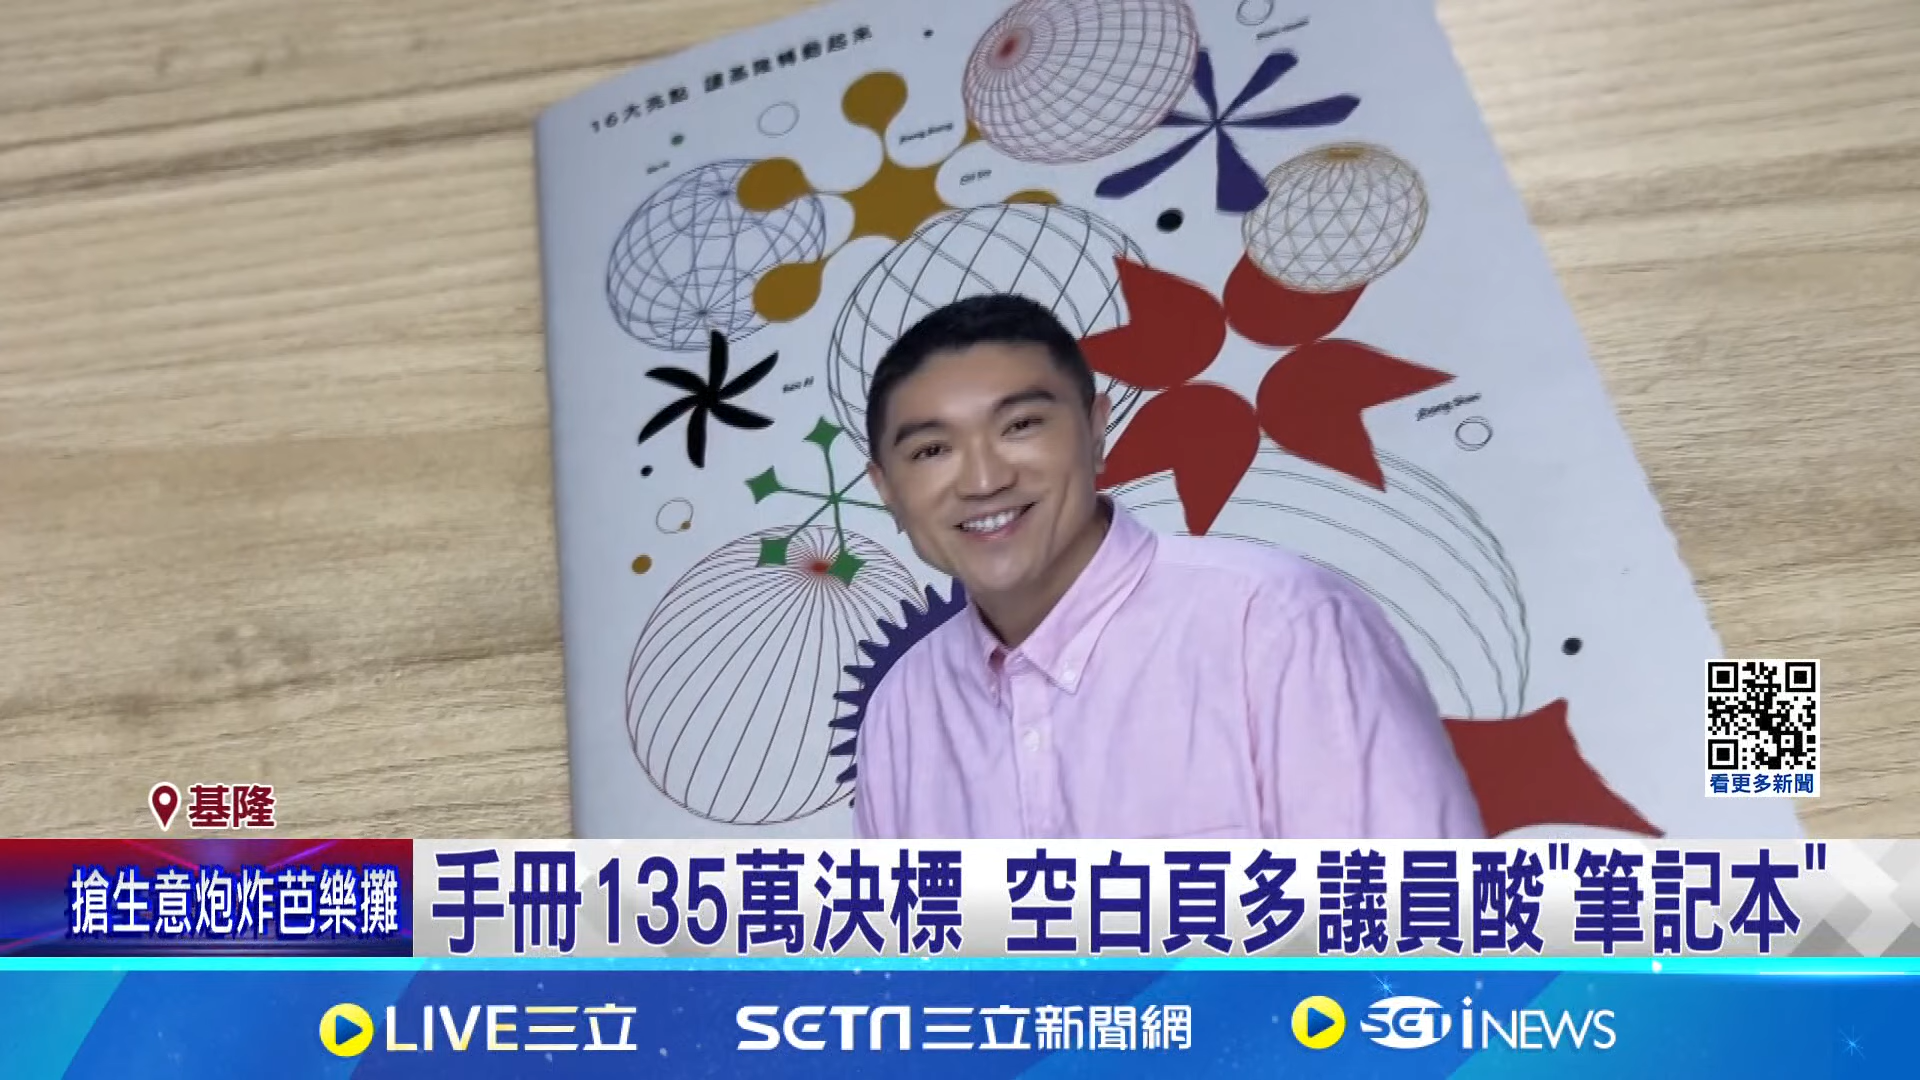 16大亮點 讓基隆轉動起來
基隆
看更多新聞
搶生意炮炸芭樂攤
手冊135萬決標 空白頁多議員酸"筆記本"
LIVE三立
SETN三立新聞網
SETiNEWS